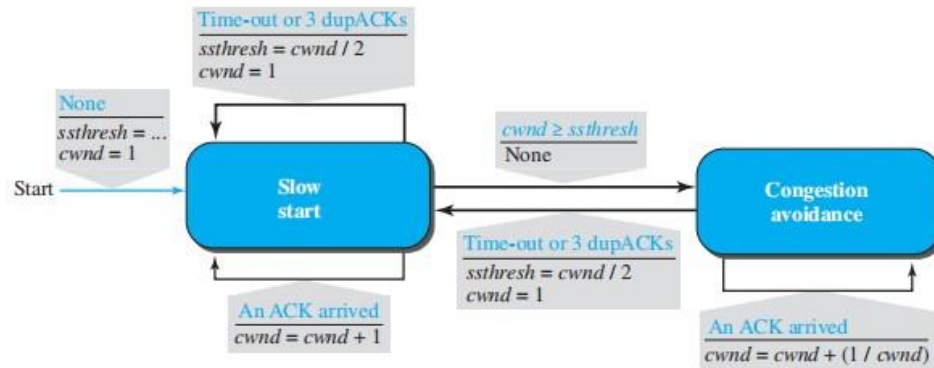 Time-out or 3 dupACKs
ssthresh = cwnd / 2
cwnd = 1
None
ssthresh = ...
cwnd = 1
Start
Slow
start
cwnd ≥ ssthresh
None
Congestion
avoidance
Time-out or 3 dupACKs
ssthresh = cwnd / 2
cwnd = 1
An ACK arrived
cwnd = cwnd + 1
An ACK arrived
cwnd = cwnd + (1 / cwnd)